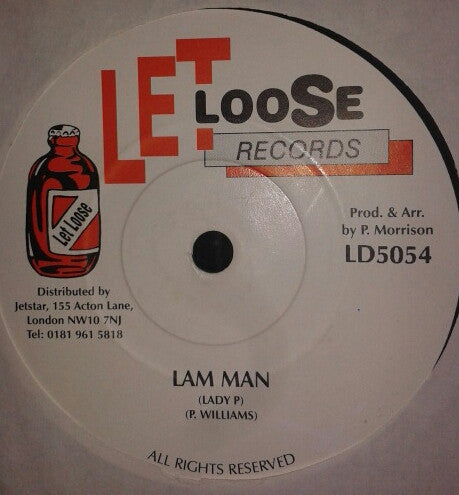 LET LOOSE
RECORDS
Let Loose
Prod. & Arr.
by P. Morrison
LD5054
Distributed by
Jetstar, 155 Acton Lane,
London NW10 7NJ
Tel: 0181 961 5818
LAM MAN
(LADY P)
(P. WILLIAMS)
ALL RIGHTS RESERVED